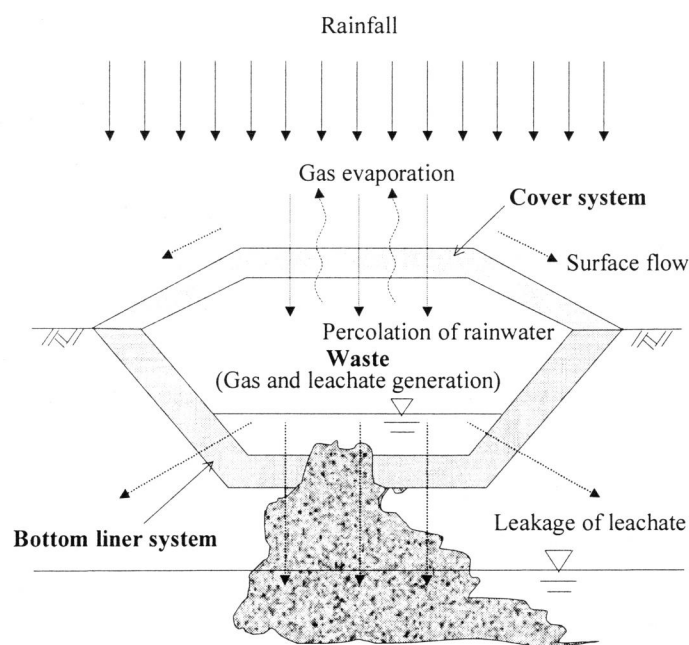 Rainfall
Gas evaporation
Cover system
Surface flow
Percolation of rainwater
Waste
(Gas and leachate generation)
Leakage of leachate
Bottom liner system